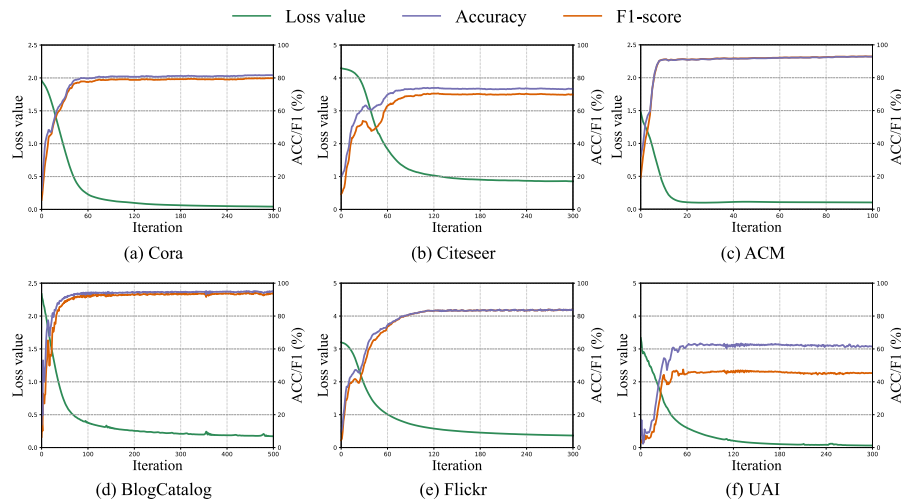 Loss value Accuracy F1-score
2.5 2.0 1.5 1.0 0.5 0.0
Loss value
100 80 60 40 20 0
ACC/F1 (%)
0 60 120 180 240 300
Iteration
(a) Cora
5 4 3 2 1 0
Loss value
100 80 60 40 20 0
ACC/F1 (%)
0 60 120 180 240 300
Iteration
(b) Citeseer
2.5 2.0 1.5 1.0 0.5 0.0
Loss value
100 80 60 40 20 0
ACC/F1 (%)
0 20 40 60 80 100
Iteration
(c) ACM
2.5 2.0 1.5 1.0 0.5 0.0
Loss value
100 80 60 40 20 0
ACC/F1 (%)
0 100 200 300 400 500
Iteration
(d) BlogCatalog
5 4 3 2 1 0
Loss value
100 80 60 40 20 0
ACC/F1 (%)
0 60 120 180 240 300
Iteration
(e) Flickr
5 4 3 2 1 0
Loss value
100 80 60 40 20 0
ACC/F1 (%)
0 60 120 180 240 300
Iteration
(f) UAI